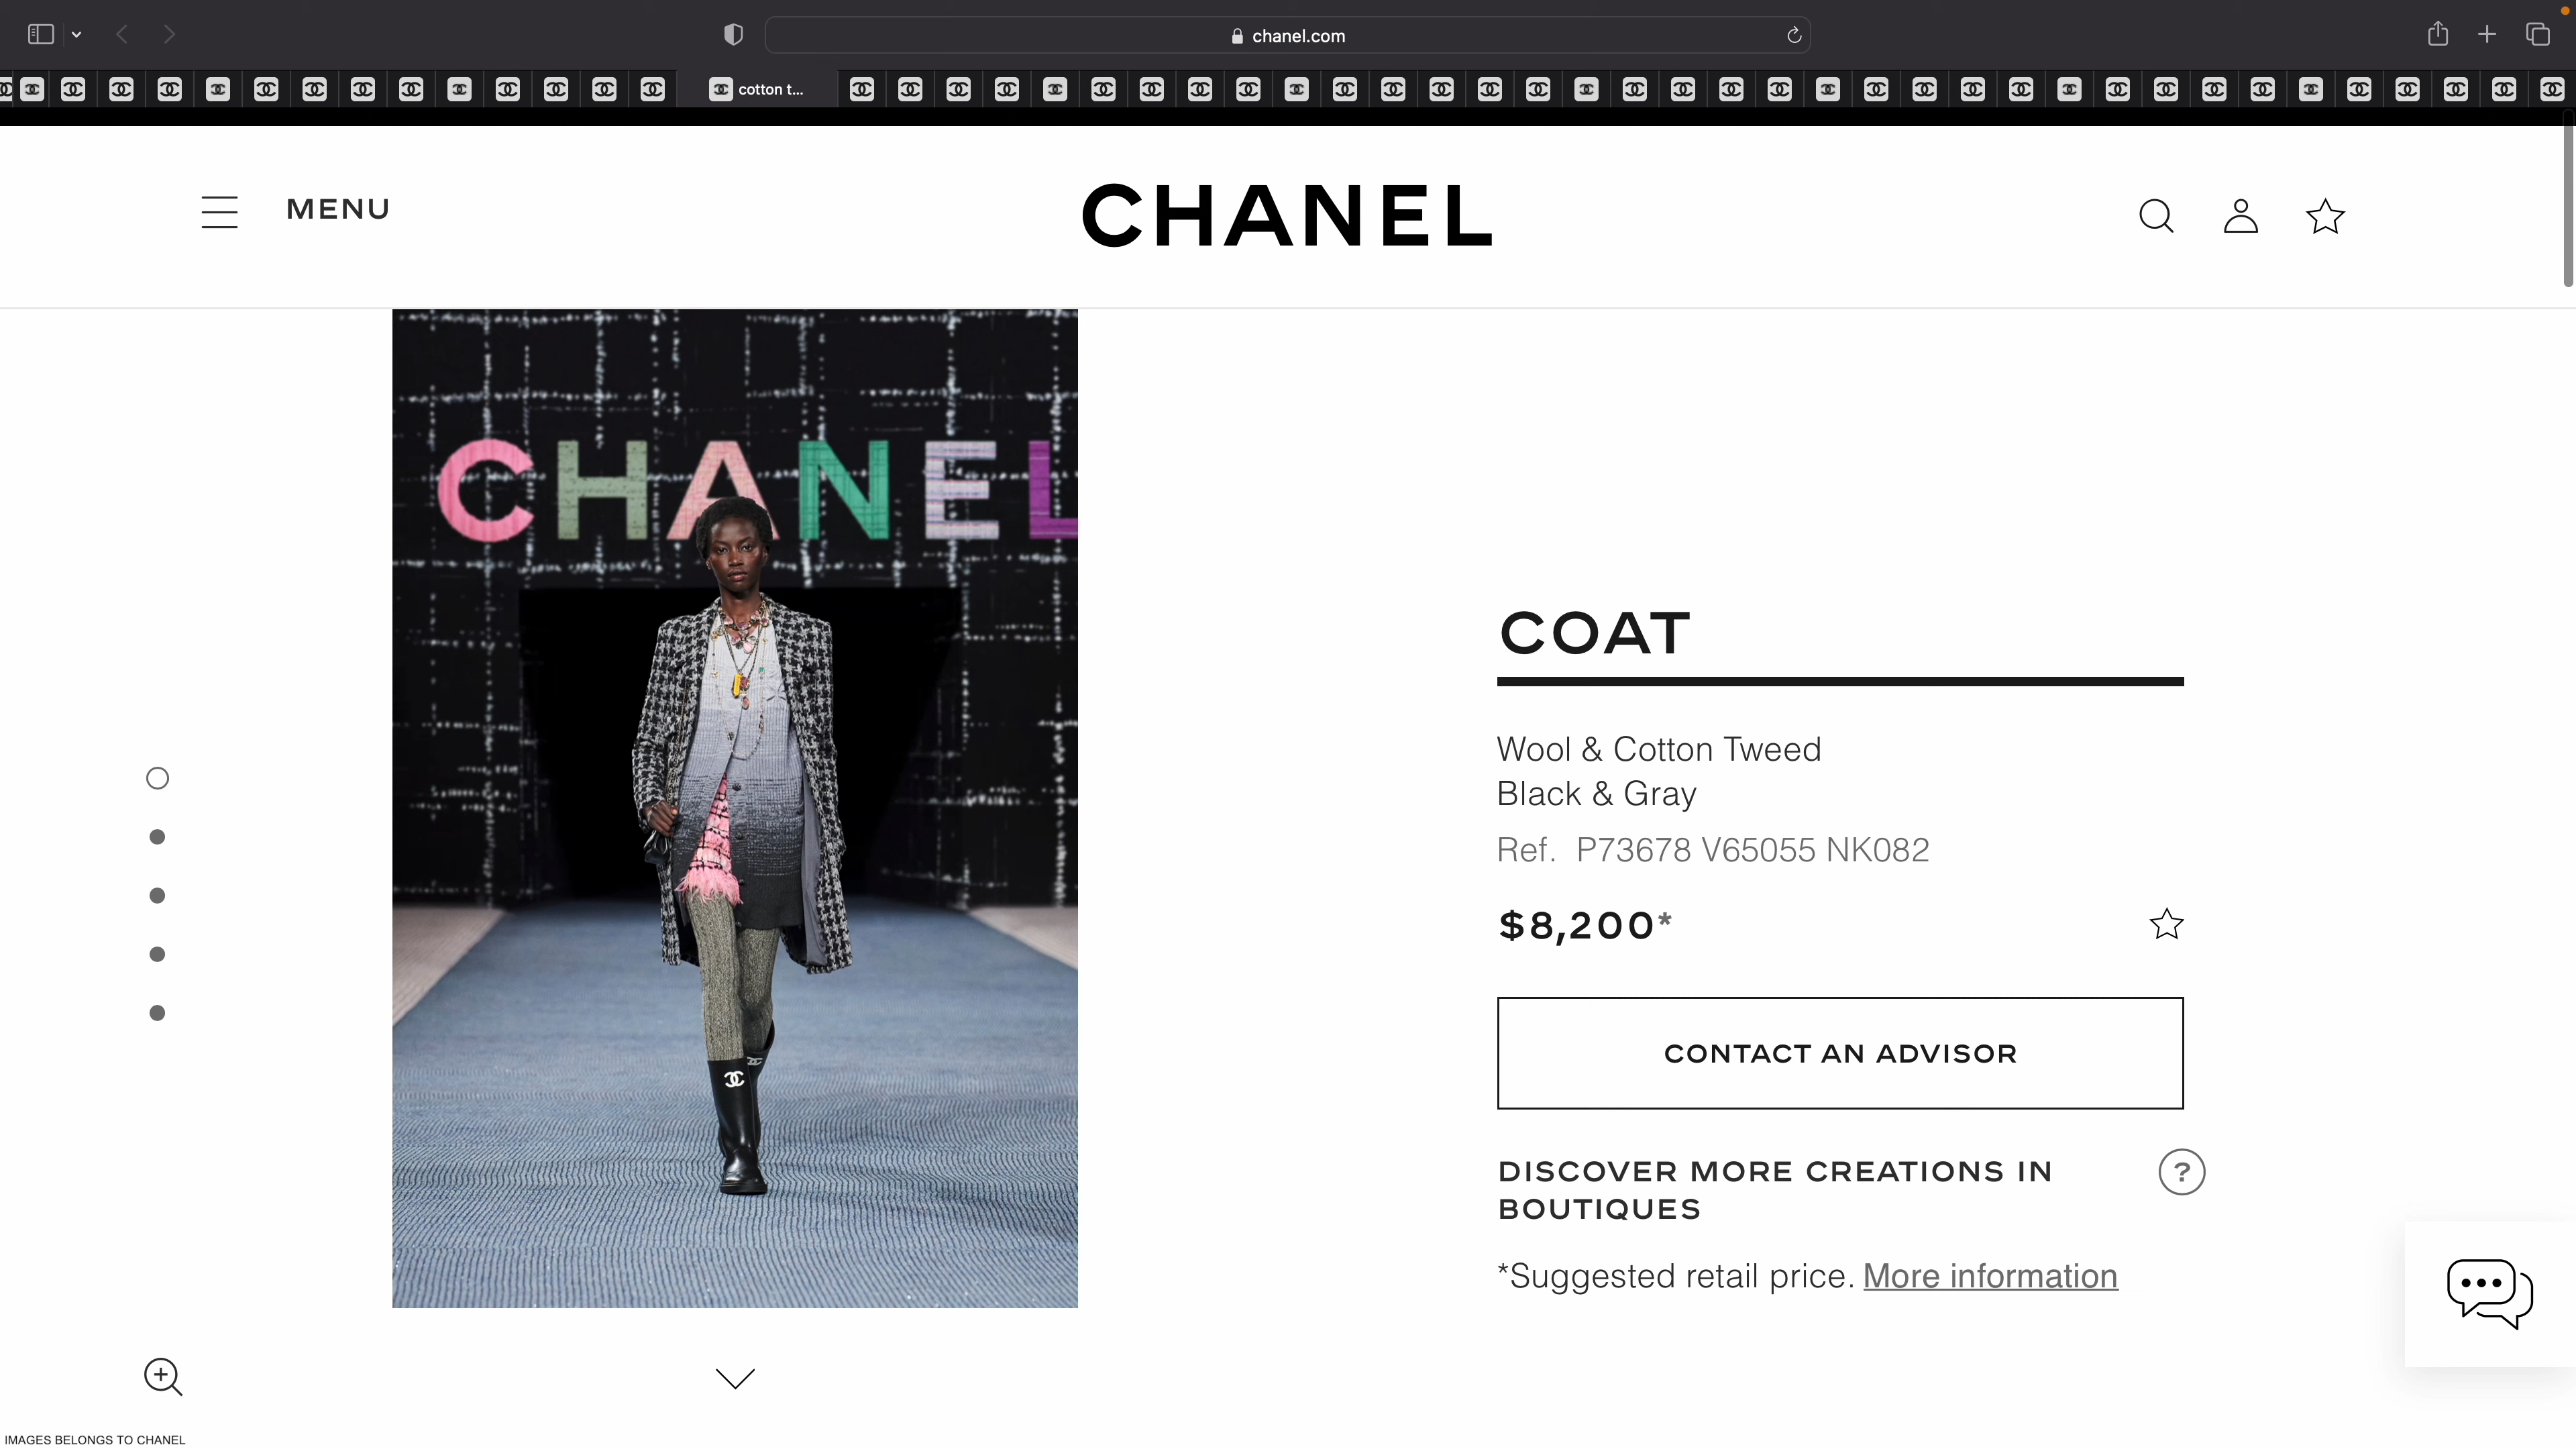 chanel.com
cotton t...
MENU
CHANEL
CHANEL
COAT
Wool & Cotton Tweed
Black & Gray
Ref. P73678 V65055 NK082
$8,200*
CONTACT AN ADVISOR
DISCOVER MORE CREATIONS IN
BOUTIQUES
?
*Suggested retail price. More information
IMAGES BELONGS TO CHANEL